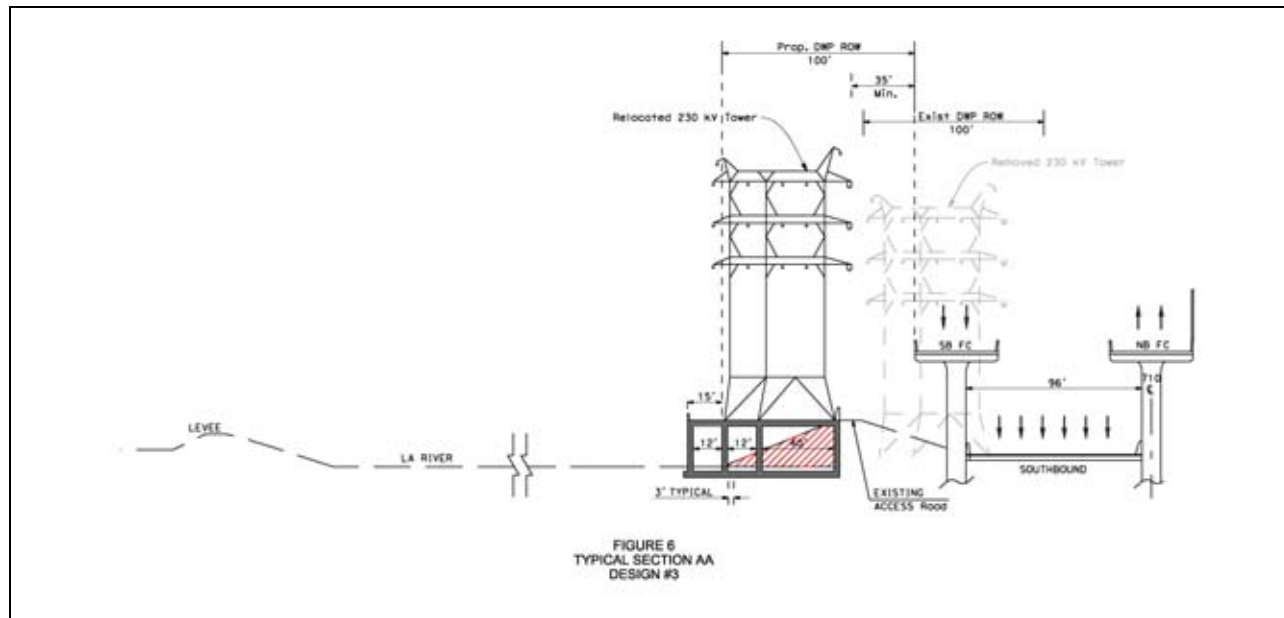 Prop. DWP ROW
100'
35'
Min.
Exist DWP ROW
100'
Relocated 230 kV Tower
Removed 230 kV Tower
SB FC
NB FC
710
96'
15'
LEVEE
12'
12'
40'
LA RIVER
SOUTHBOUND
3' TYPICAL
EXISTING
ACCESS Road
FIGURE 6
TYPICAL SECTION AA
DESIGN #3